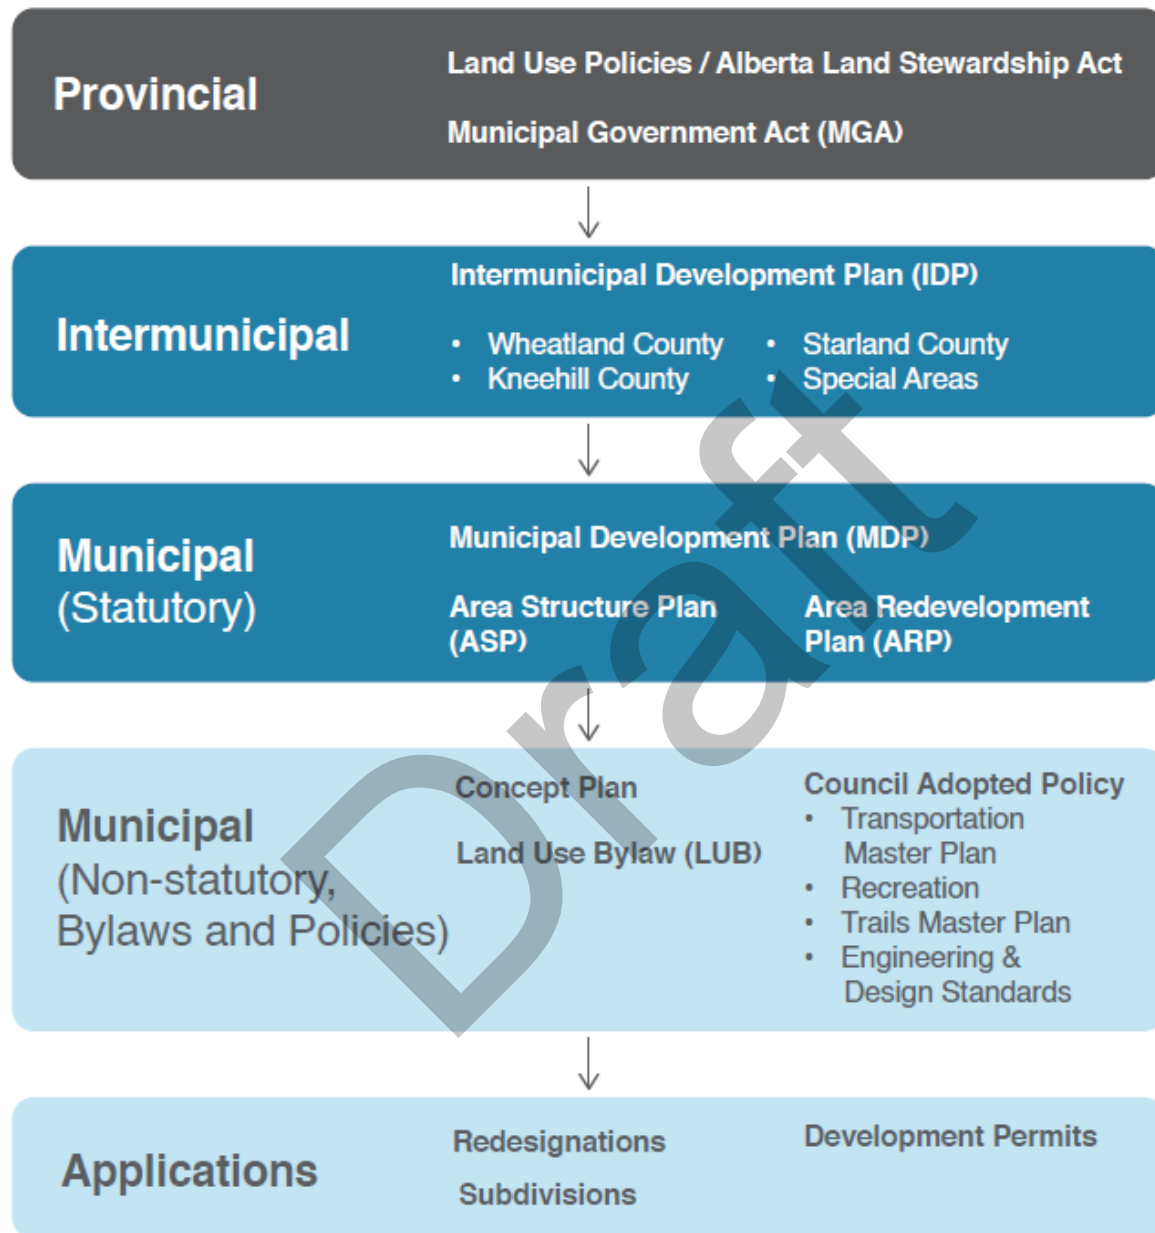 Provincial
Land Use Policies / Alberta Land Stewardship Act
Municipal Government Act (MGA)
Intermunicipal
Intermunicipal Development Plan (IDP)
• Wheatland County
• Kneehill County
• Starland County
• Special Areas
Municipal
(Statutory)
Municipal Development Plan (MDP)
Area Structure Plan
(ASP)
Area Redevelopment
Plan (ARP)
Municipal
(Non-statutory,
Bylaws and Policies)
Concept Plan
Land Use Bylaw (LUB)
Council Adopted Policy
• Transportation
Master Plan
• Recreation
• Trails Master Plan
• Engineering &
Design Standards
Applications
Redesignations
Subdivisions
Development Permits
Draft